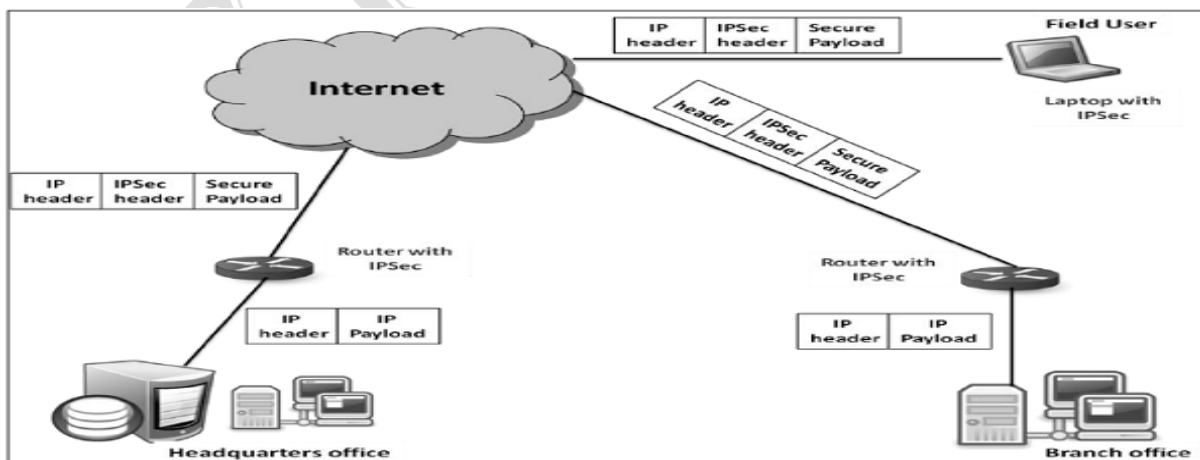 IP header
IPSec header
Secure Payload
Field User
Internet
Laptop with
IPSec
IP header
IPSec header
Secure Payload
IP header
IPSec header
Secure Payload
Router with
IPSec
Router with
IPSec
IP header
IP Payload
IP header
IP Payload
Headquarters office
Branch office